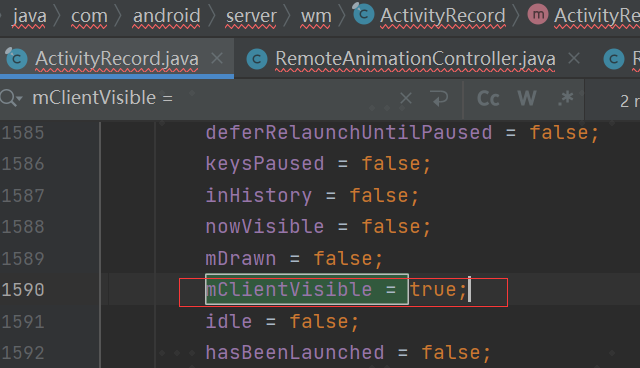 java > com > android > server > wm > ActivityRecord > ActivityRe
ActivityRecord.java × RemoteAnimationController.java × R
mClientVisible = × Cc W .* 2 r
1585 deferRelaunchUntilPaused = false;
1586 keysPaused = false;
1587 inHistory = false;
1588 nowVisible = false;
1589 mDrawn = false;
1590 mClientVisible = true;
1591 idle = false;
1592 hasBeenLaunched = false;